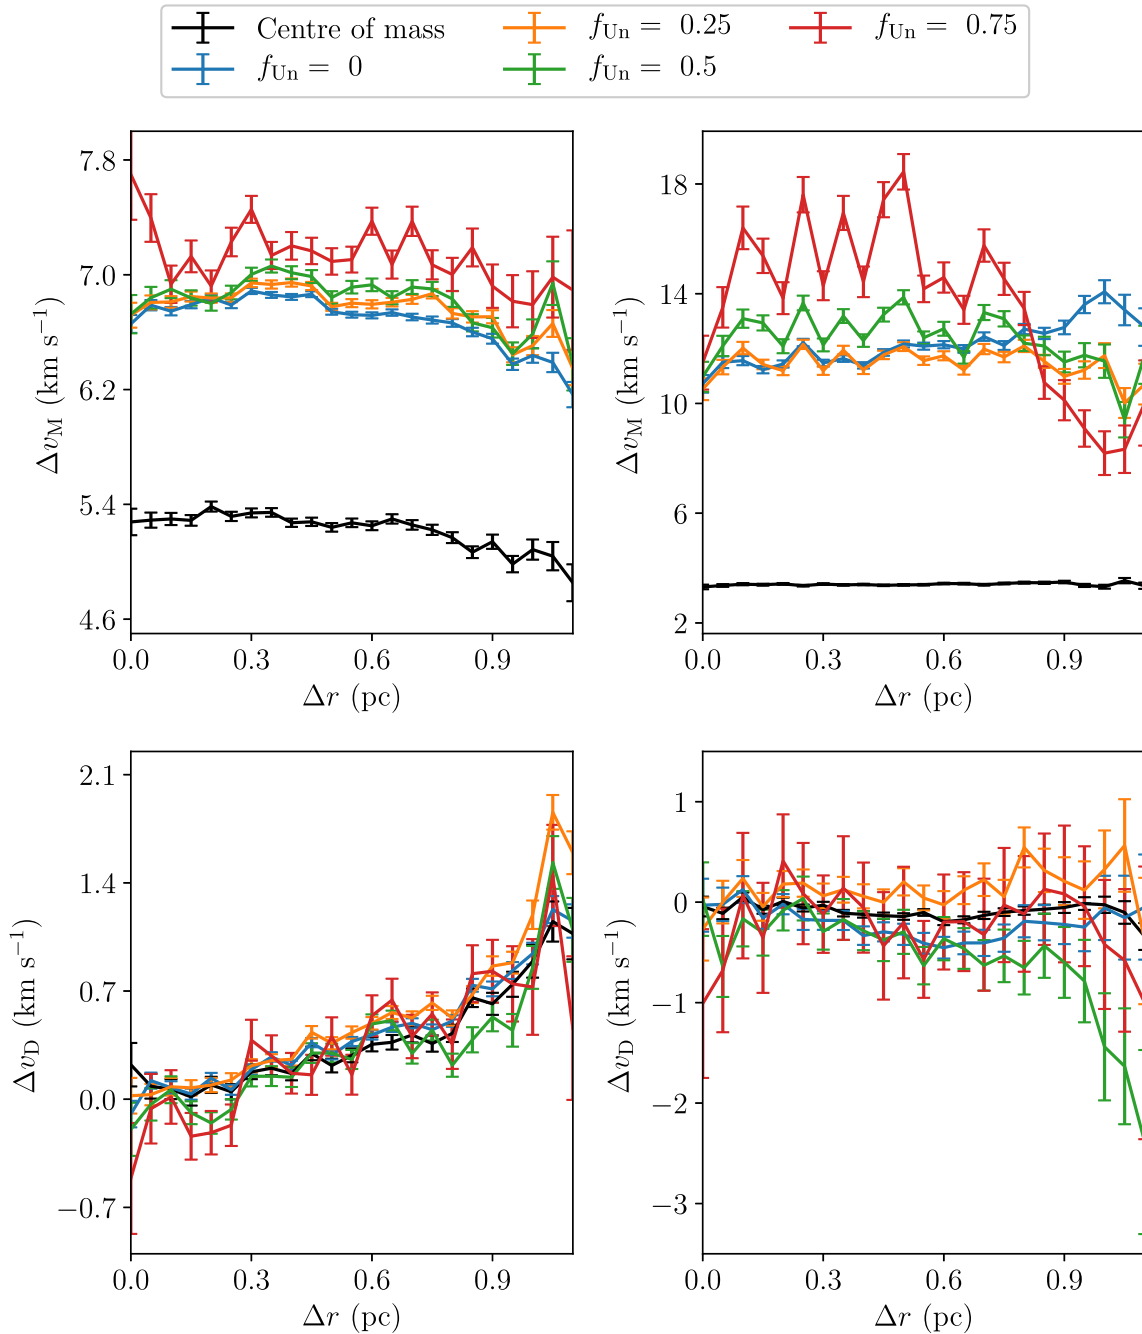 Centre of mass
f_Un = 0.25
f_Un = 0.75
f_Un = 0
f_Un = 0.5
7.8
7.0
6.2
5.4
4.6
Δv_M (km s⁻¹)
0.0 0.3 0.6 0.9
Δr (pc)
18
14
10
6
2
Δv_M (km s⁻¹)
0.0 0.3 0.6 0.9
Δr (pc)
2.1
1.4
0.7
0.0
−0.7
Δv_D (km s⁻¹)
0.0 0.3 0.6 0.9
Δr (pc)
1
0
−1
−2
−3
Δv_D (km s⁻¹)
0.0 0.3 0.6 0.9
Δr (pc)